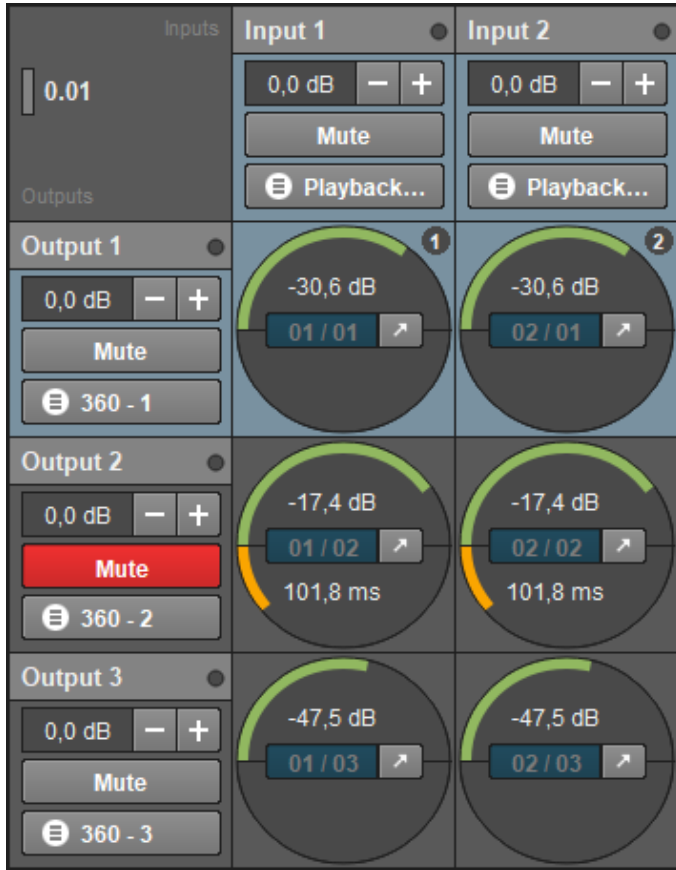 Inputs
0.01
Outputs
Input 1
Input 2
0,0 dB − +
0,0 dB − +
Mute
Mute
Playback...
Playback...
Output 1
0,0 dB − +
Mute
360 - 1
1
-30,6 dB
01 / 01
2
-30,6 dB
02 / 01
Output 2
0,0 dB − +
Mute
360 - 2
-17,4 dB
01 / 02
101,8 ms
-17,4 dB
02 / 02
101,8 ms
Output 3
0,0 dB − +
Mute
360 - 3
-47,5 dB
01 / 03
-47,5 dB
02 / 03